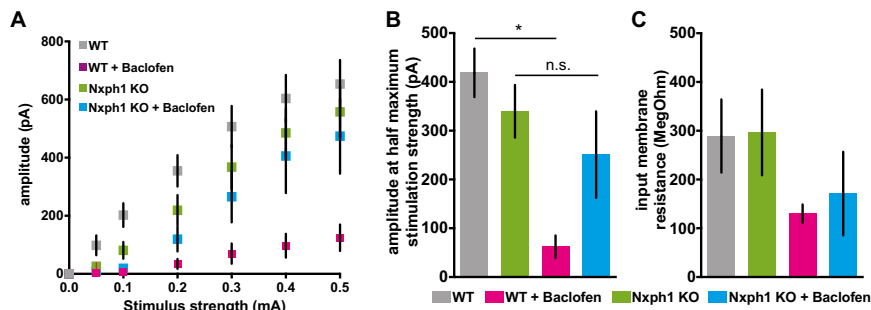 A
WT
WT + Baclofen
Nxph1 KO
Nxph1 KO + Baclofen
amplitude (pA)
800
600
400
200
0
0.0 0.1 0.2 0.3 0.4 0.5
Stimulus strength (mA)
B
*
n.s.
amplitude at half maximum
stimulation strength (pA)
500
400
300
200
100
0
C
input membrane
resistance (MegOhm)
500
400
300
200
100
0
WT WT + Baclofen Nxph1 KO Nxph1 KO + Baclofen